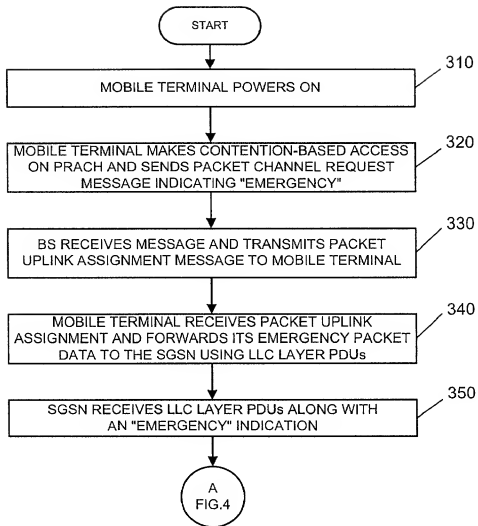 START
310
MOBILE TERMINAL POWERS ON
320
MOBILE TERMINAL MAKES CONTENTION-BASED ACCESS
ON PRACH AND SENDS PACKET CHANNEL REQUEST
MESSAGE INDICATING "EMERGENCY"
330
BS RECEIVES MESSAGE AND TRANSMITS PACKET
UPLINK ASSIGNMENT MESSAGE TO MOBILE TERMINAL
340
MOBILE TERMINAL RECEIVES PACKET UPLINK
ASSIGNMENT AND FORWARDS ITS EMERGENCY PACKET
DATA TO THE SGSN USING LLC LAYER PDUs
350
SGSN RECEIVES LLC LAYER PDUs ALONG WITH
AN "EMERGENCY" INDICATION
A
FIG.4